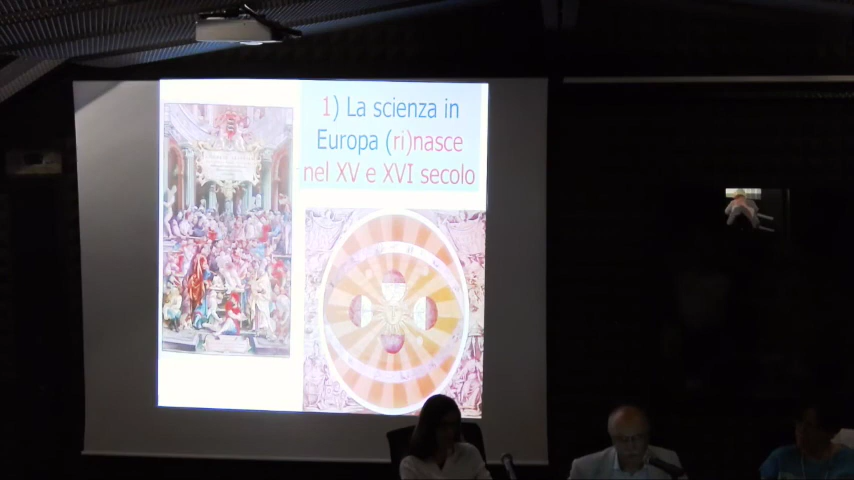 1) La scienza in
Europa (ri)nasce
nel XV e XVI secolo